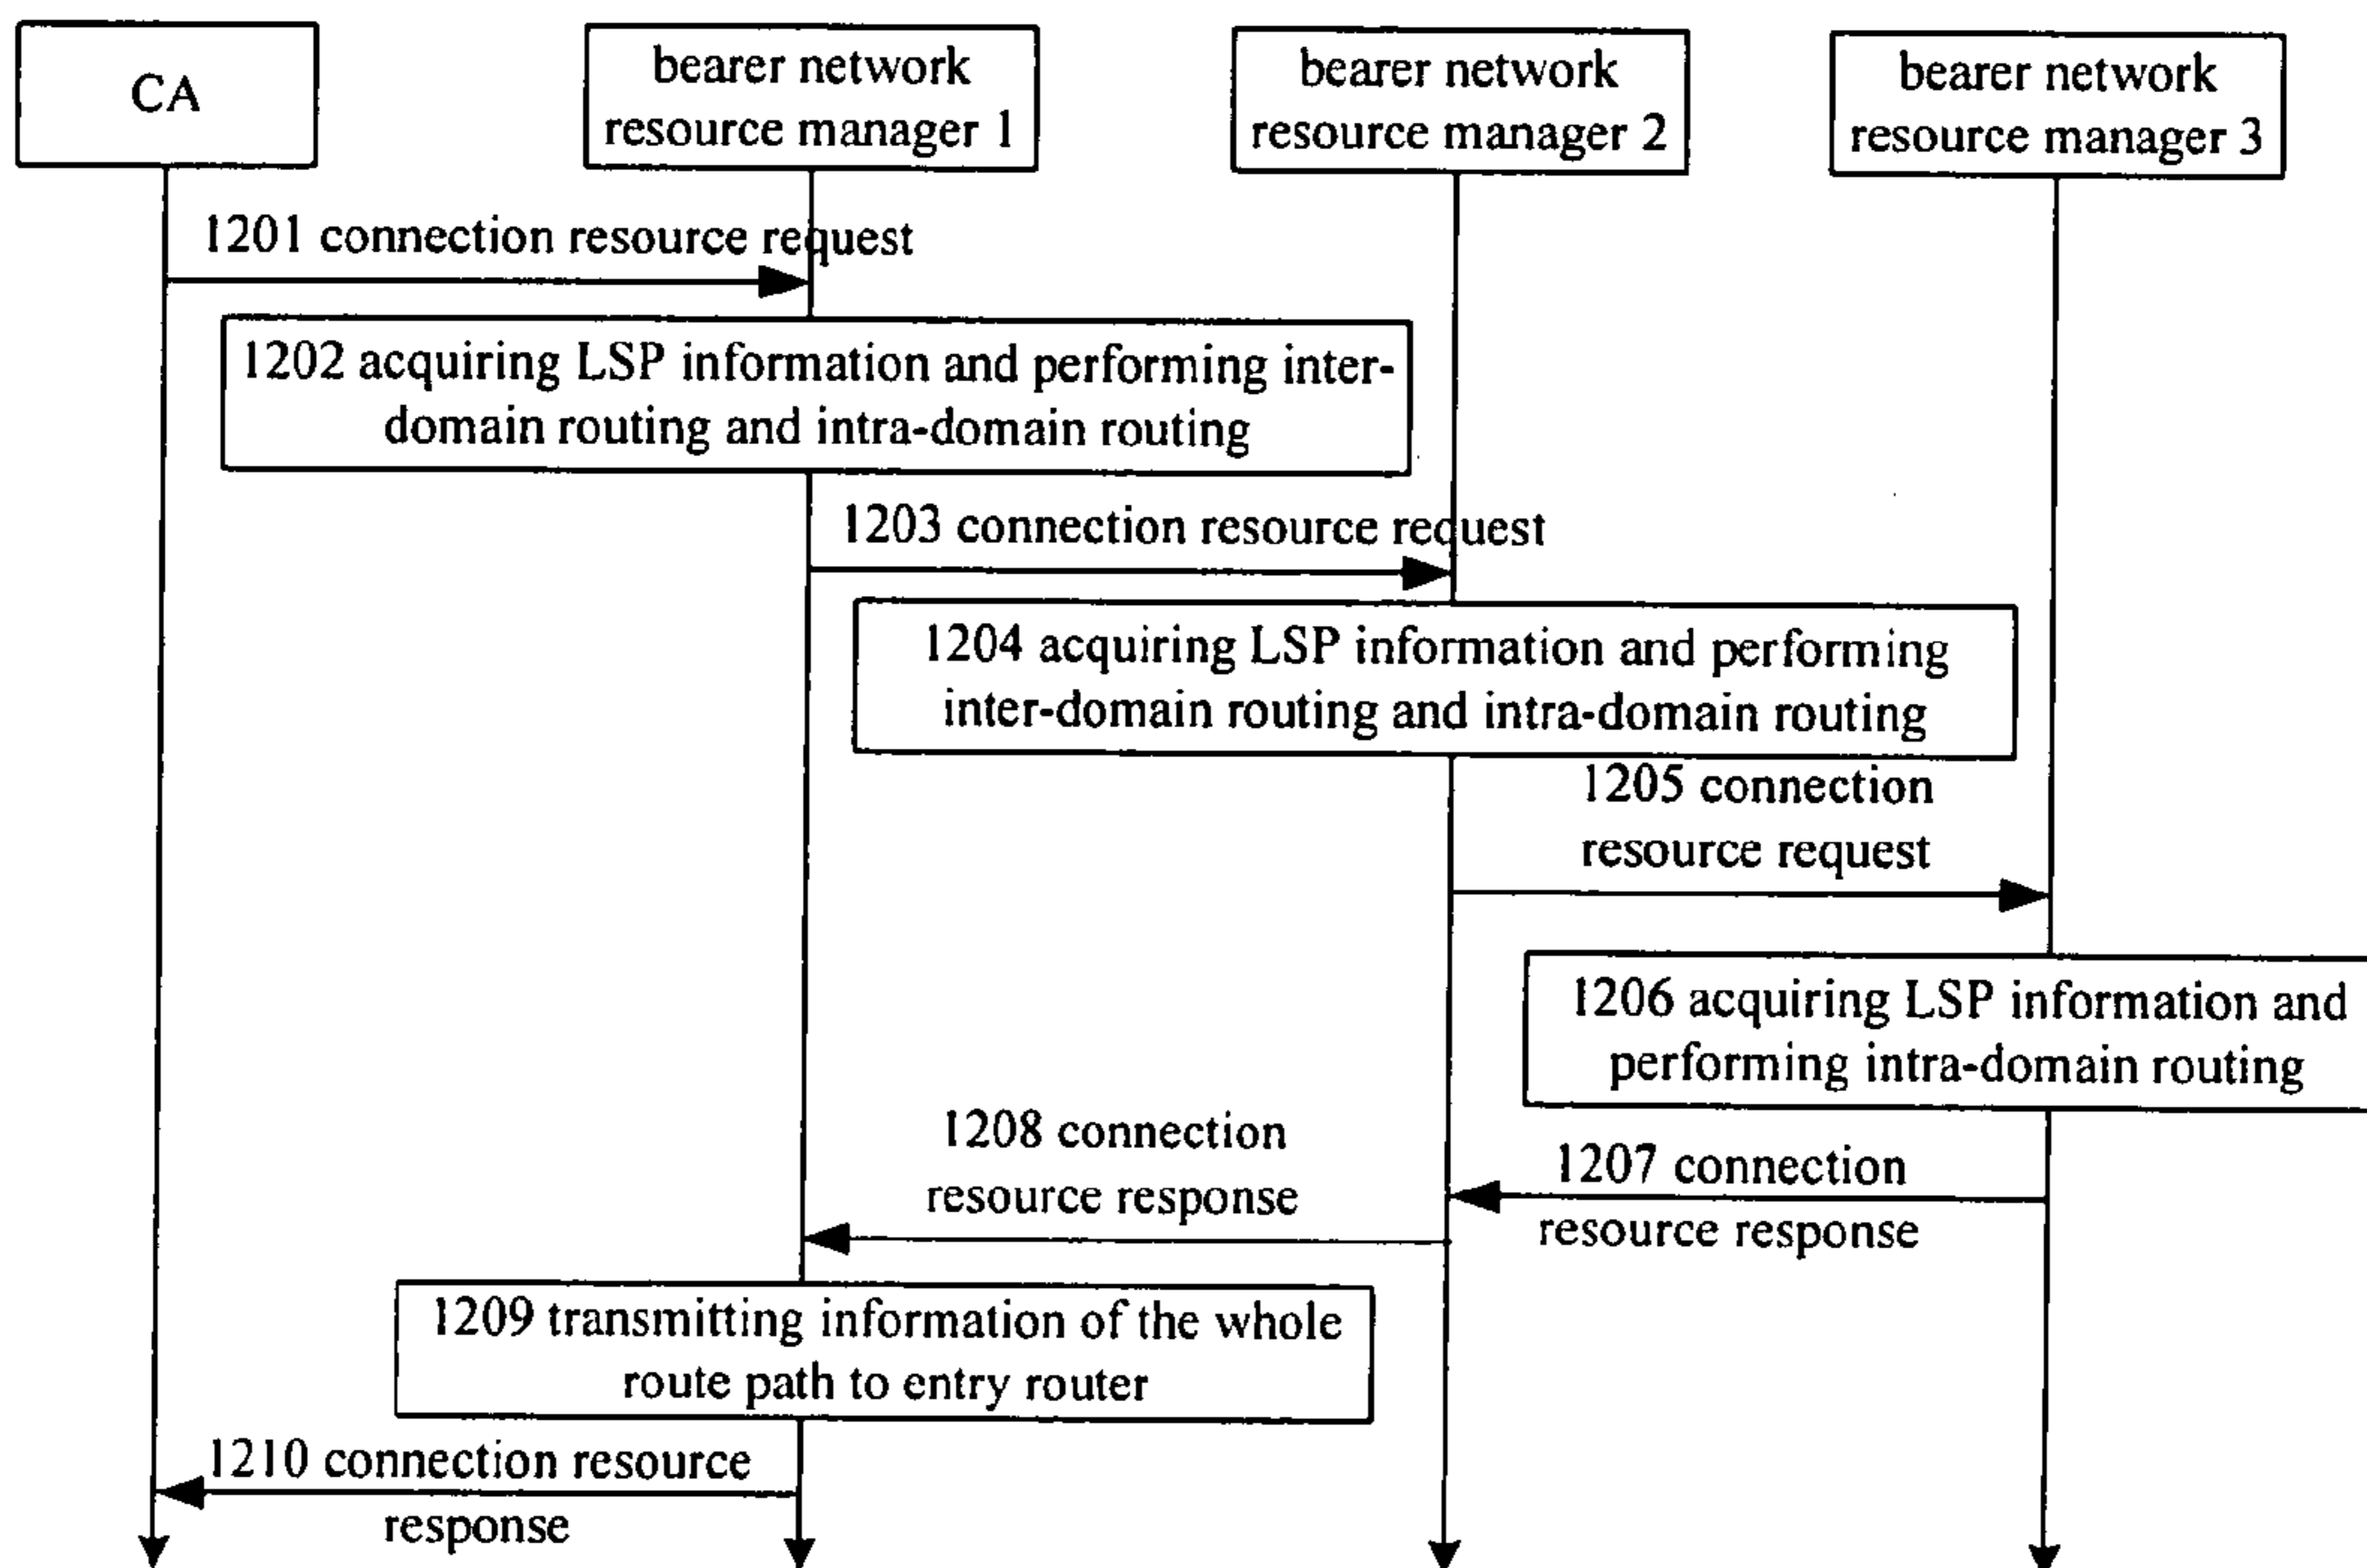 CA
bearer network
resource manager 1
bearer network
resource manager 2
bearer network
resource manager 3
1201 connection resource request
1202 acquiring LSP information and performing inter-
domain routing and intra-domain routing
1203 connection resource request
1204 acquiring LSP information and performing
inter-domain routing and intra-domain routing
1205 connection
resource request
1206 acquiring LSP information and
performing intra-domain routing
1208 connection
resource response
1207 connection
resource response
1209 transmitting information of the whole
route path to entry router
1210 connection resource
response